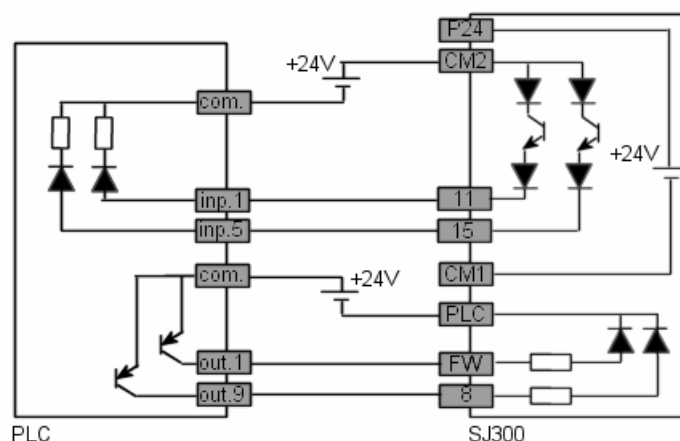 P24
+24V
CM2
com.
+24V
inp.1
11
inp.5
15
com.
CM1
+24V
PLC
out.1
FW
out.9
8
PLC
SJ300